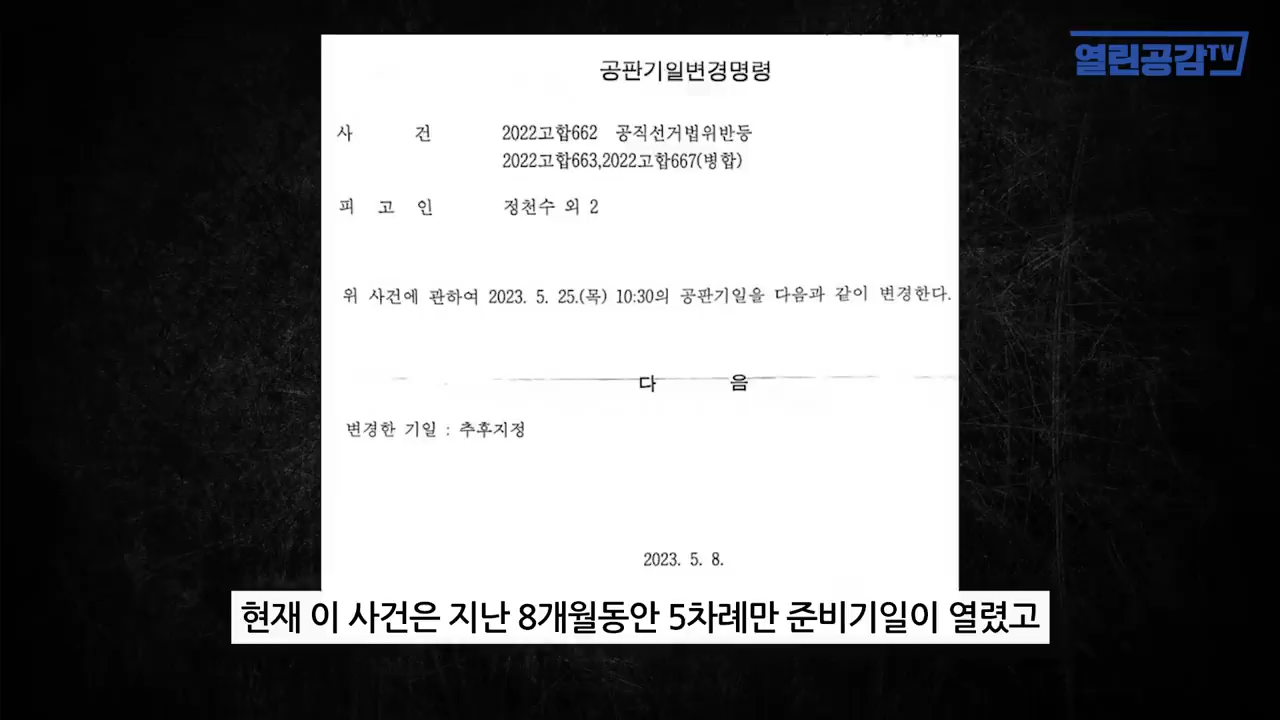 열린공감TV
공판기일변경명령
사 건 2022고합662 공직선거법위반등
2022고합663,2022고합667(병합)
피 고 인 정천수 외 2
위 사건에 관하여 2023. 5. 25.(목) 10:30의 공판기일을 다음과 같이 변경한다.
다 음
변경한 기일 : 추후지정
2023. 5. 8.
현재 이 사건은 지난 8개월동안 5차례만 준비기일이 열렸고